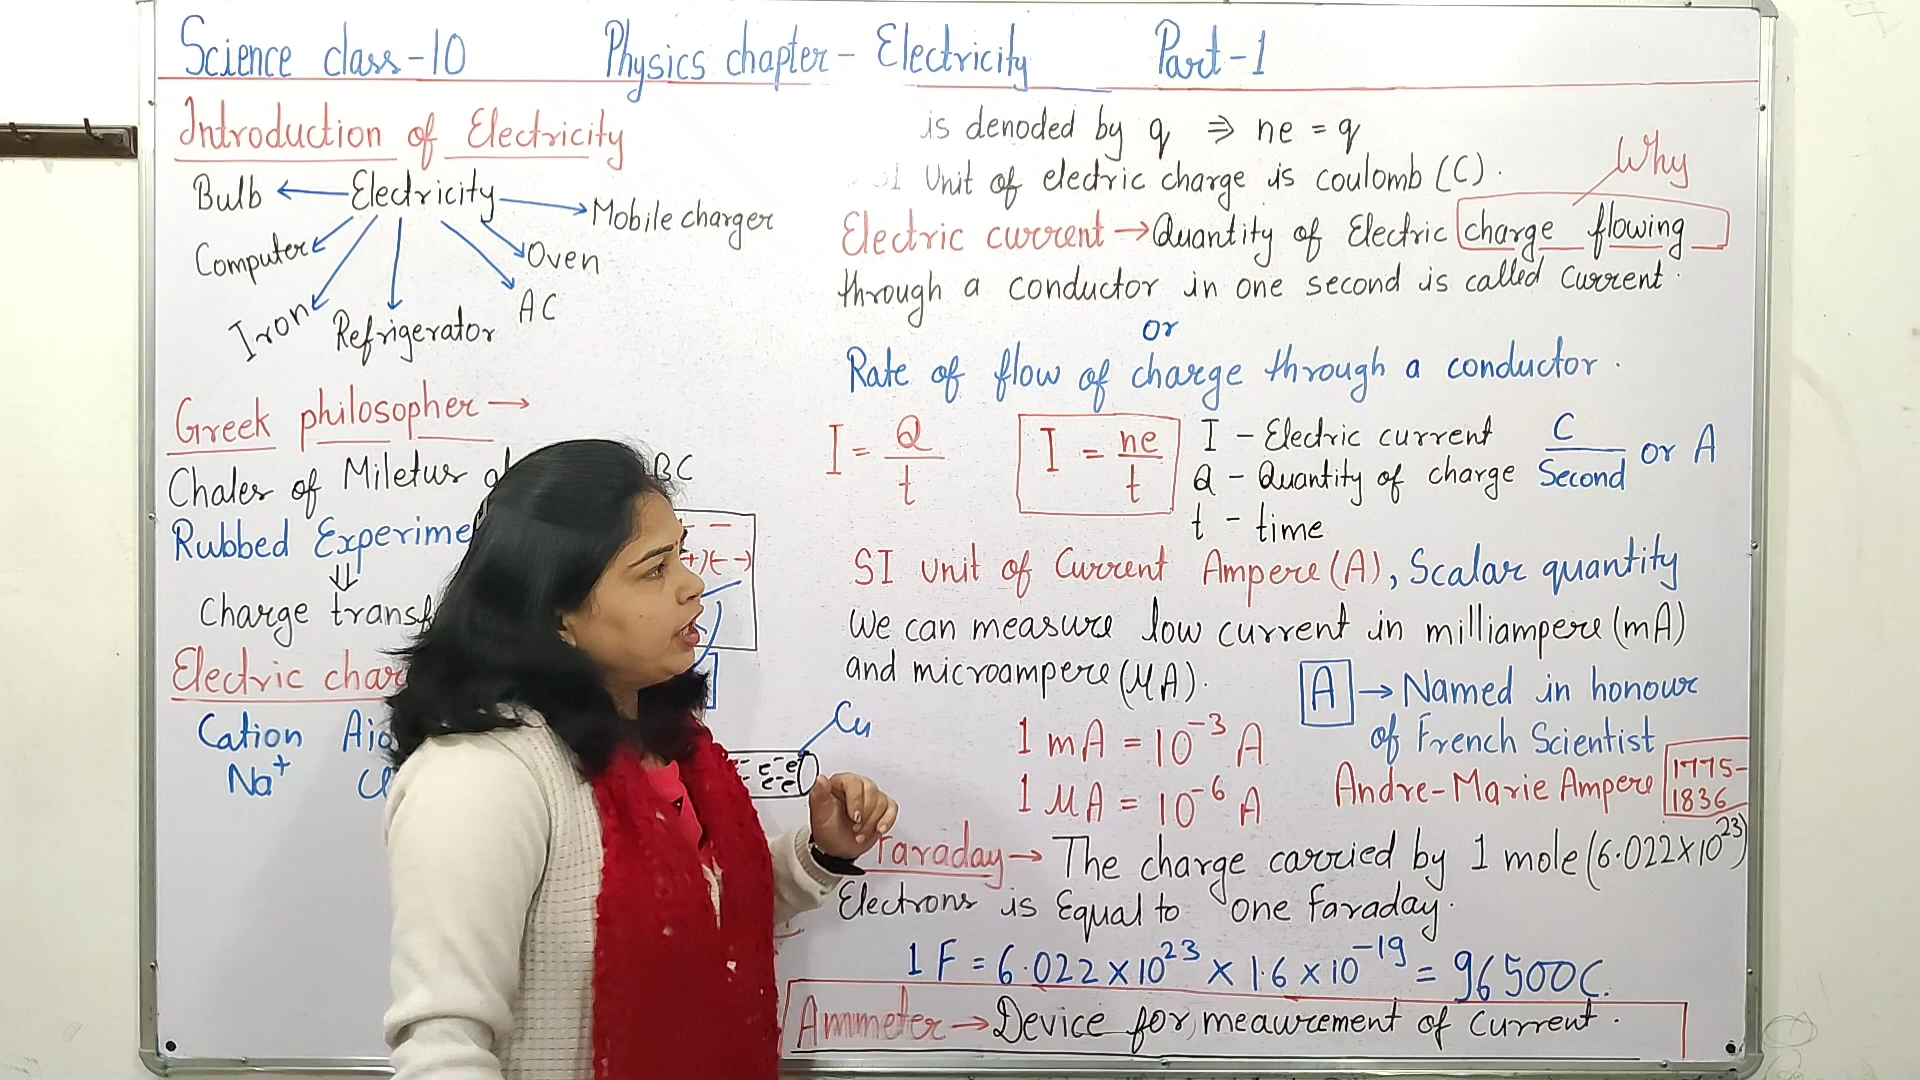 Science class-10 Physics chapter- Electricity Part-1
Introduction of Electricity
Bulb ← Electricity → Mobile charger
Computer
Oven
Iron
Refrigerator
AC
Greek philosopher →
Chales of Miletus
BC
Rubbed
⇓
Charge
Electric
Cation
Na⁺
Cu
is denoded by q ⇒ ne = q
Unit of electric charge is coulomb (C).
Why
Electric current → Quantity of Electric charge flowing
through a conductor in one second is called Current.
or
Rate of flow of charge through a conductor.
I = Q/t
I = ne/t
I - Electric current C/Second or A
Q - Quantity of charge
t - time
SI unit of Current Ampere (A), Scalar quantity
We can measure low current in milliampere (mA)
and microampere (μA).
A → Named in honour
of French Scientist
Andre-Marie Ampere 1775-1836
1 mA = 10⁻³ A
1 μA = 10⁻⁶ A
Faraday → The charge carried by 1 mole (6.022×10²³)
Electrons is Equal to one faraday.
1 F = 6.022×10²³ × 1.6 × 10⁻¹⁹ = 96500C.
Ammeter → Device for meaurement of Current.